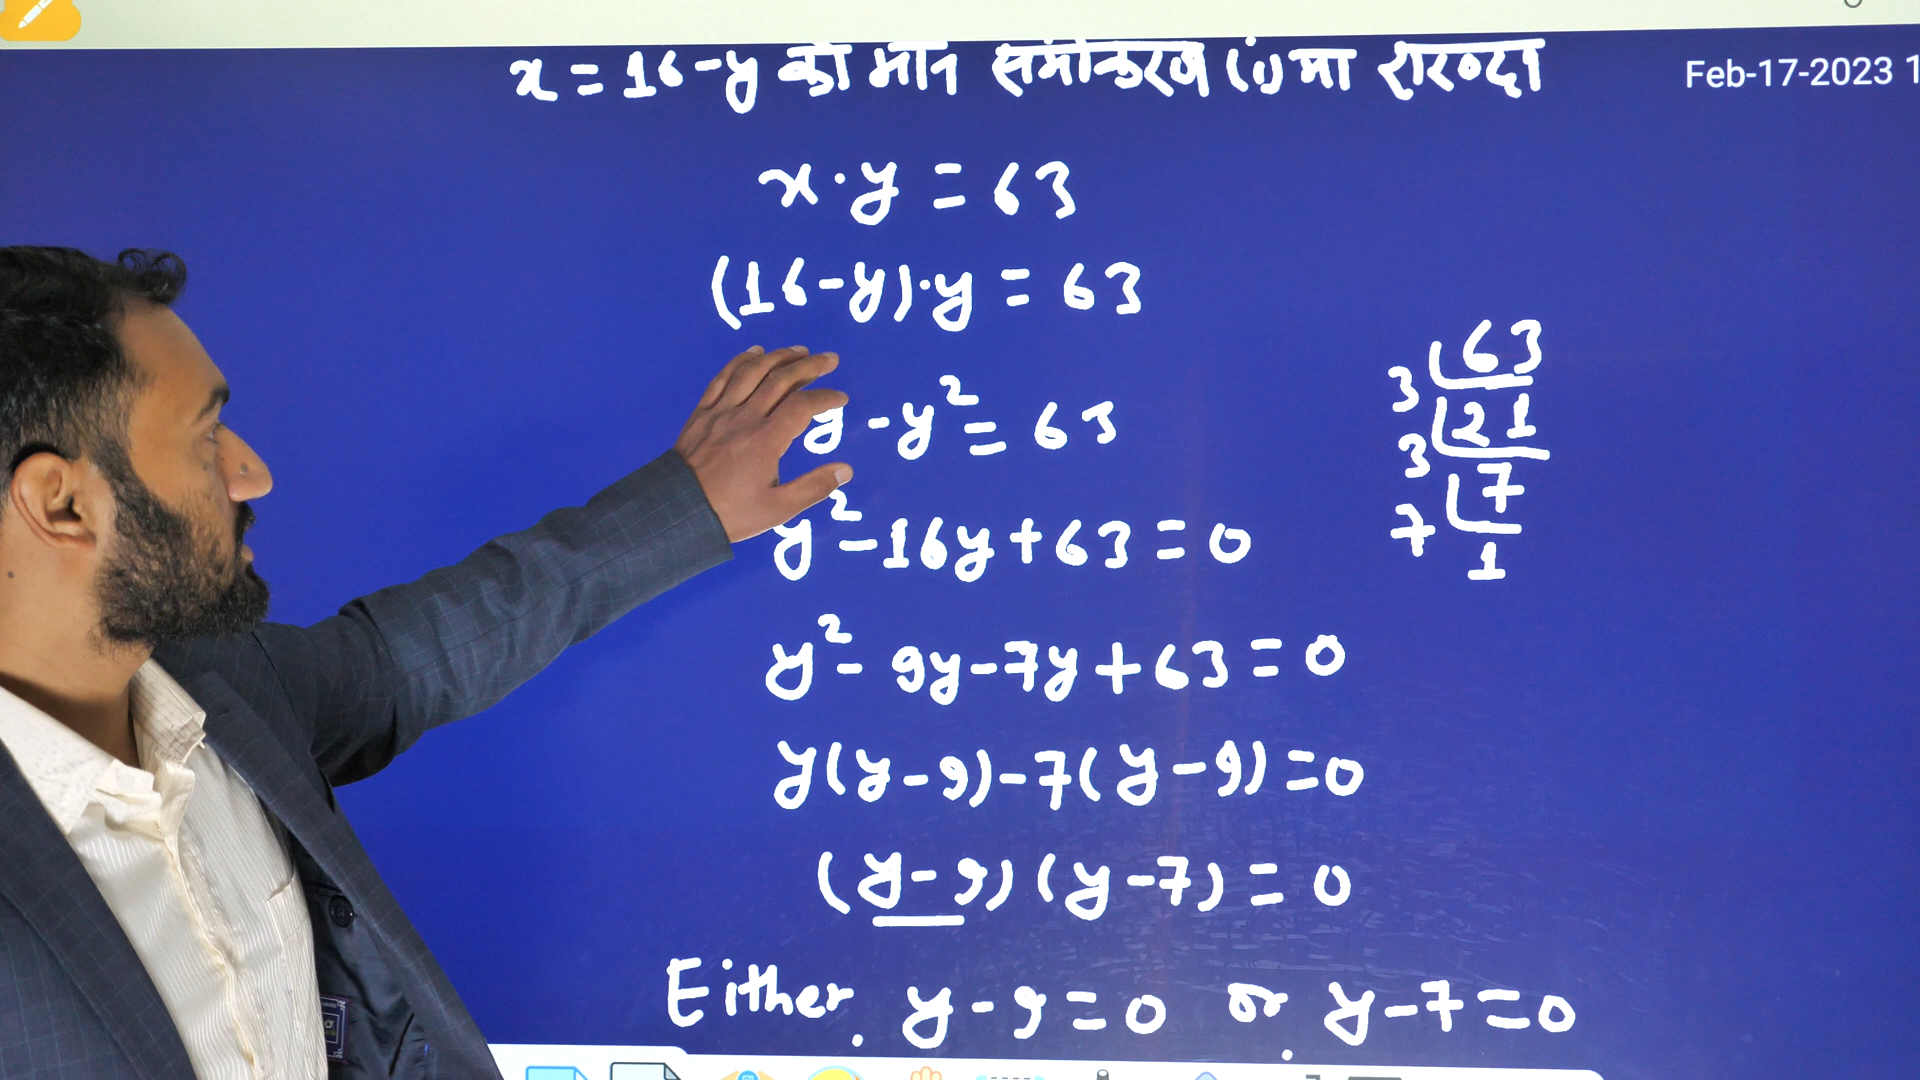 x = 16 - y को मान समीकरण (i) मा राख्दा
Feb-17-2023 1
x · y = 63
(16 - y) · y = 63
y - y² = 63
y² - 16y + 63 = 0
y² - 9y - 7y + 63 = 0
y(y - 9) - 7(y - 9) = 0
(y - 9) (y - 7) = 0
Either, y - 9 = 0 or, y - 7 = 0
3 | 63
3 | 21
7 | 7
1